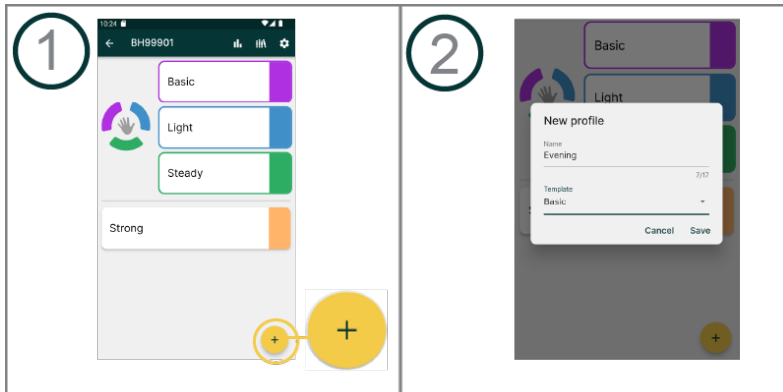 1
10:24
BH99901
Basic
Light
Steady
Strong
+
+
2
Basic
Light
New profile
Name
Evening
7/17
Template
Basic
Cancel
Save
+